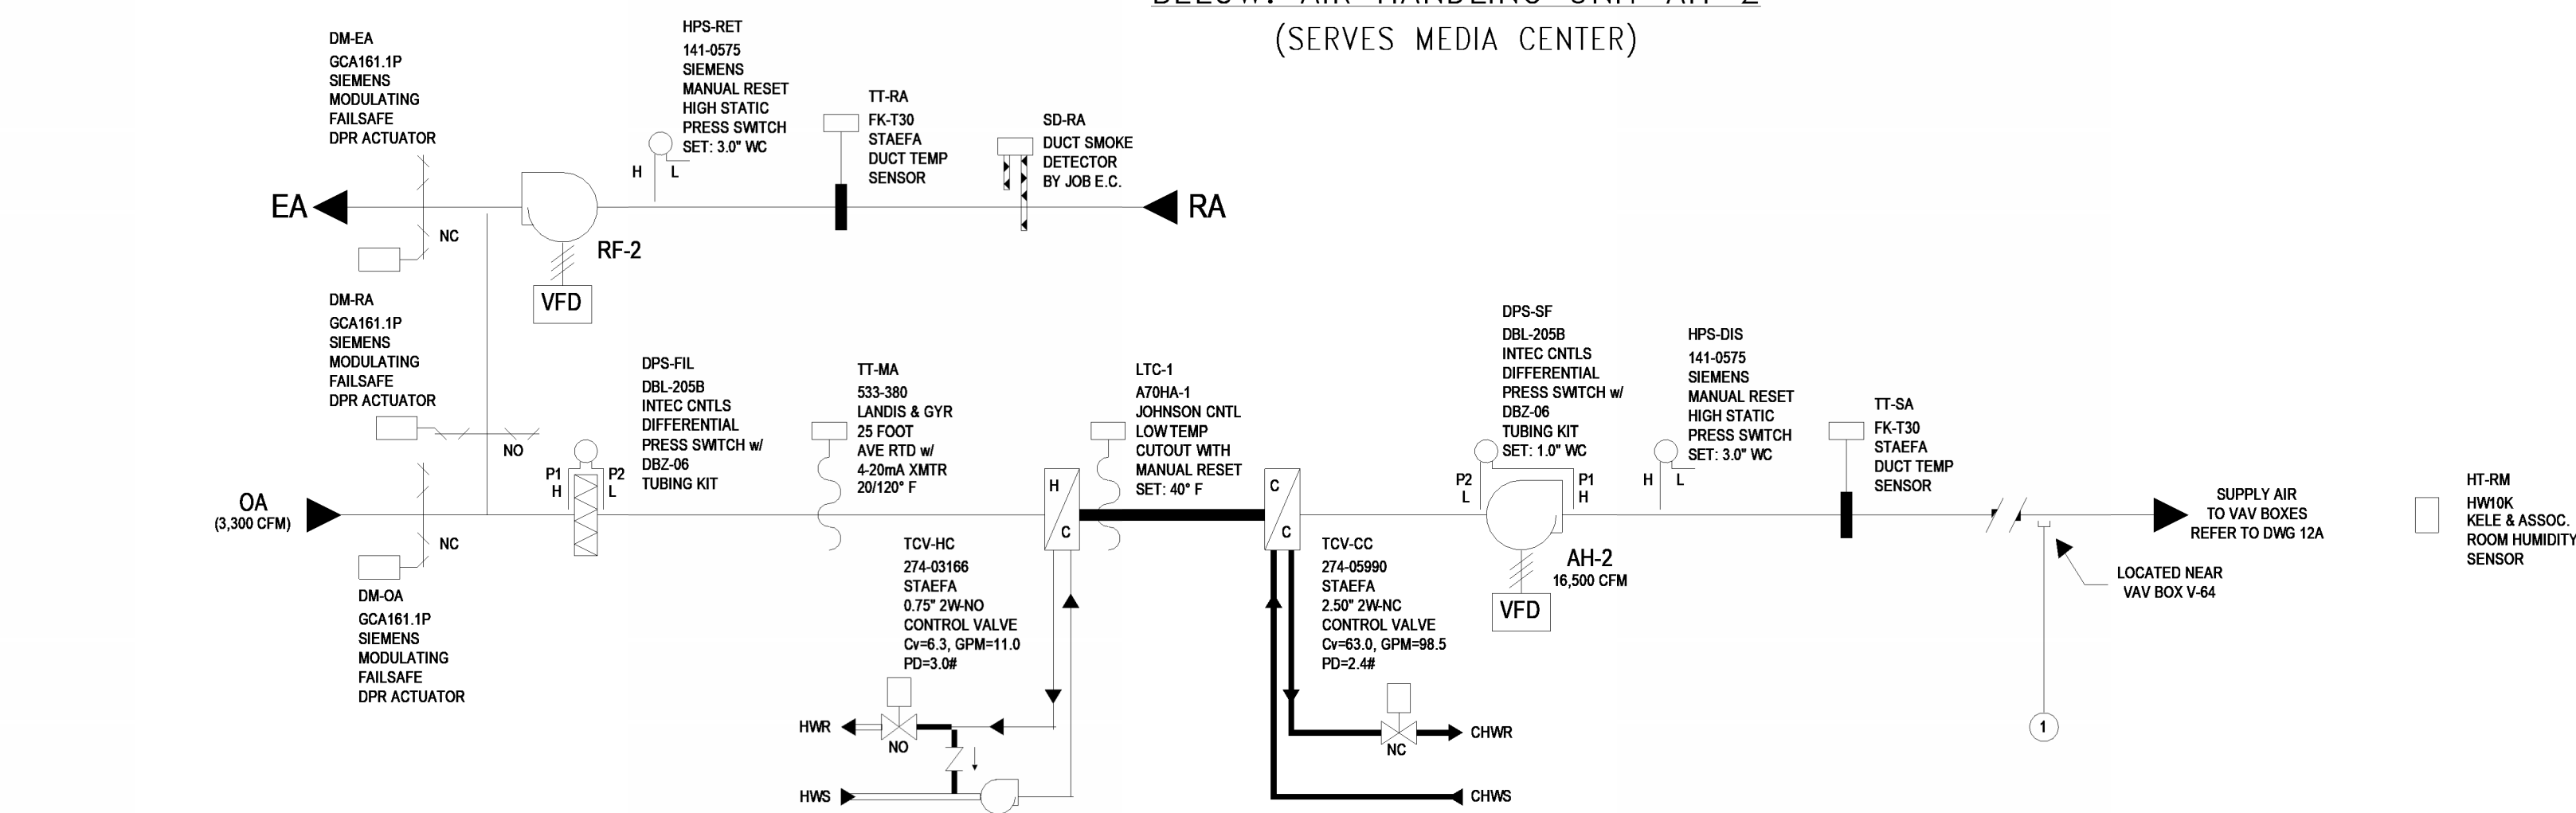 BELOW: AIR HANDLING UNIT AH-2
(SERVES MEDIA CENTER)
DM-EA
GCA161.1P
SIEMENS
MODULATING
FAILSAFE
DPR ACTUATOR
HPS-RET
141-0575
SIEMENS
MANUAL RESET
HIGH STATIC
PRESS SWITCH
SET: 3.0" WC
H
L
TT-RA
FK-T30
STAEFA
DUCT TEMP
SENSOR
SD-RA
DUCT SMOKE
DETECTOR
BY JOB E.C.
EA
RA
NC
RF-2
VFD
DM-RA
GCA161.1P
SIEMENS
MODULATING
FAILSAFE
DPR ACTUATOR
NO
DPS-FIL
DBL-205B
INTEC CNTLS
DIFFERENTIAL
PRESS SWITCH w/
DBZ-06
TUBING KIT
P1
H
P2
L
TT-MA
533-380
LANDIS & GYR
25 FOOT
AVE RTD w/
4-20mA XMTR
20/120° F
LTC-1
A70HA-1
JOHNSON CNTL
LOW TEMP
CUTOUT WITH
MANUAL RESET
SET: 40° F
DPS-SF
DBL-205B
INTEC CNTLS
DIFFERENTIAL
PRESS SWITCH w/
DBZ-06
TUBING KIT
SET: 1.0" WC
P2
L
P1
H
HPS-DIS
141-0575
SIEMENS
MANUAL RESET
HIGH STATIC
PRESS SWITCH
SET: 3.0" WC
H
L
TT-SA
FK-T30
STAEFA
DUCT TEMP
SENSOR
OA
(3,300 CFM)
NC
DM-OA
GCA161.1P
SIEMENS
MODULATING
FAILSAFE
DPR ACTUATOR
H
C
C
C
TCV-HC
274-03166
STAEFA
0.75" 2W-NO
CONTROL VALVE
Cv=6.3, GPM=11.0
PD=3.0#
TCV-CC
274-05990
STAEFA
2.50" 2W-NC
CONTROL VALVE
Cv=63.0, GPM=98.5
PD=2.4#
AH-2
16,500 CFM
VFD
SUPPLY AIR
TO VAV BOXES
REFER TO DWG 12A
LOCATED NEAR
VAV BOX V-64
HT-RM
HW10K
KELE & ASSOC.
ROOM HUMIDITY
SENSOR
HWR
NO
HWS
NC
CHWR
CHWS
1